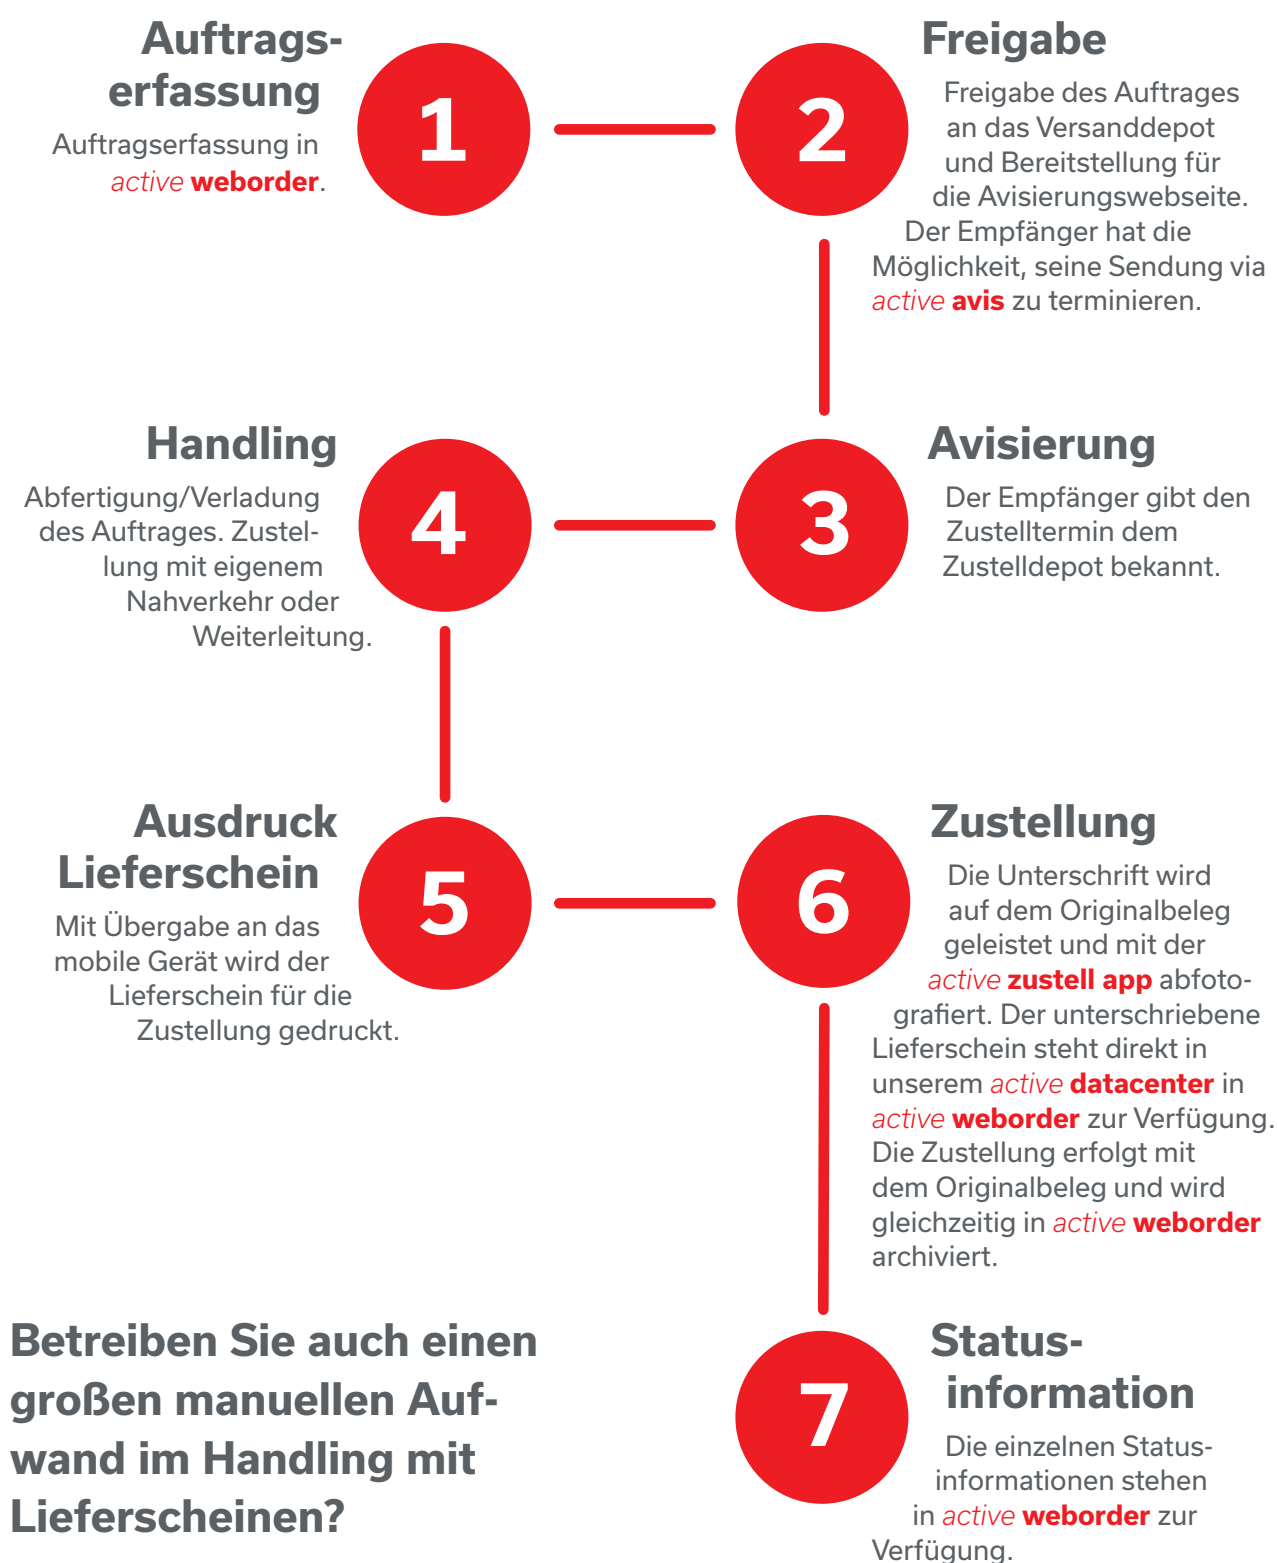 Auftrags-
erfassung
Auftragserfassung in
active weborder.
1
2
Freigabe
Freigabe des Auftrages
an das Versanddepot
und Bereitstellung für
die Avisierungswebseite.
Der Empfänger hat die
Möglichkeit, seine Sendung via
active avis zu terminieren.
3
Avisierung
Der Empfänger gibt den
Zustelltermin dem
Zustelldepot bekannt.
Handling
Abfertigung/Verladung
des Auftrages. Zustel-
lung mit eigenem
Nahverkehr oder
Weiterleitung.
4
Ausdruck
Lieferschein
Mit Übergabe an das
mobile Gerät wird der
Lieferschein für die
Zustellung gedruckt.
5
6
Zustellung
Die Unterschrift wird
auf dem Originalbeleg
geleistet und mit der
active zustell app abfoto-
grafiert. Der unterschriebene
Lieferschein steht direkt in
unserem active datacenter in
active weborder zur Verfügung.
Die Zustellung erfolgt mit
dem Originalbeleg und wird
gleichzeitig in active weborder
archiviert.
7
Status-
information
Die einzelnen Status-
informationen stehen
in active weborder zur
Verfügung.
Betreiben Sie auch einen
großen manuellen Auf-
wand im Handling mit
Lieferscheinen?